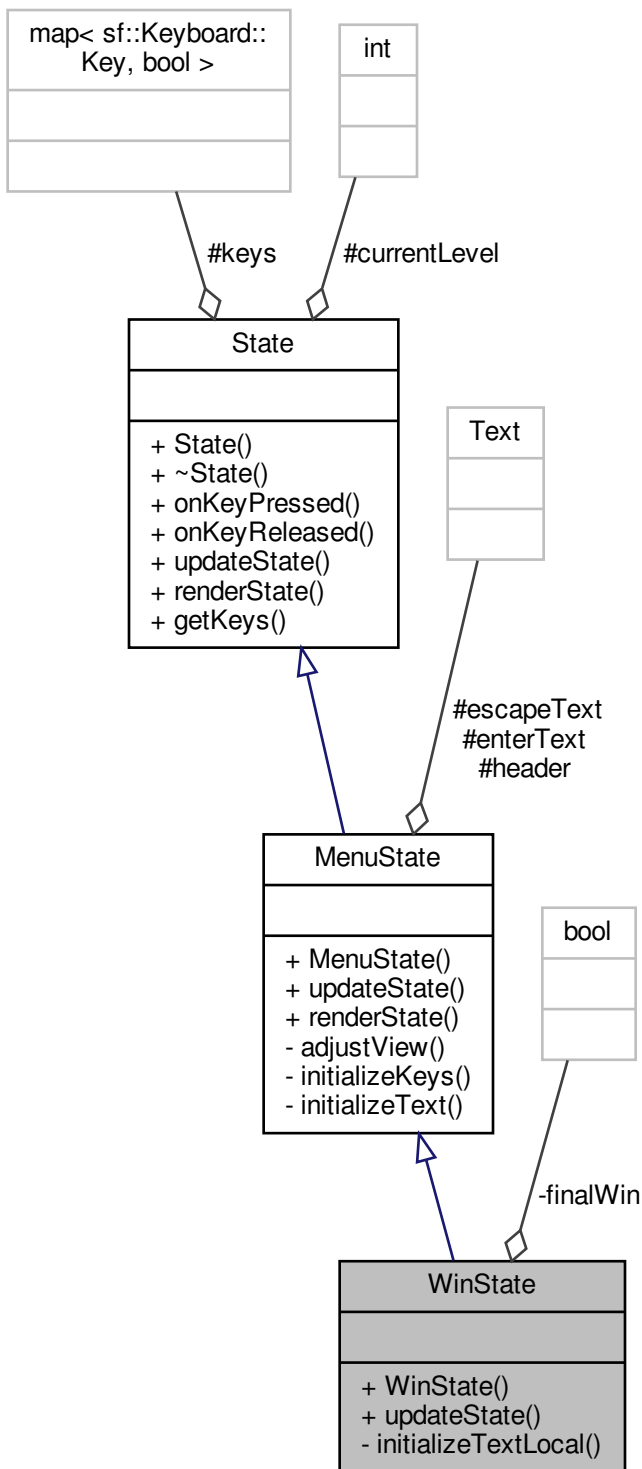 map< sf::Keyboard::
Key, bool >
int
#keys
#currentLevel
State
+ State()
+ ~State()
+ onKeyPressed()
+ onKeyReleased()
+ updateState()
+ renderState()
+ getKeys()
Text
#escapeText
#enterText
#header
MenuState
+ MenuState()
+ updateState()
+ renderState()
- adjustView()
- initializeKeys()
- initializeText()
bool
-finalWin
WinState
+ WinState()
+ updateState()
- initializeTextLocal()